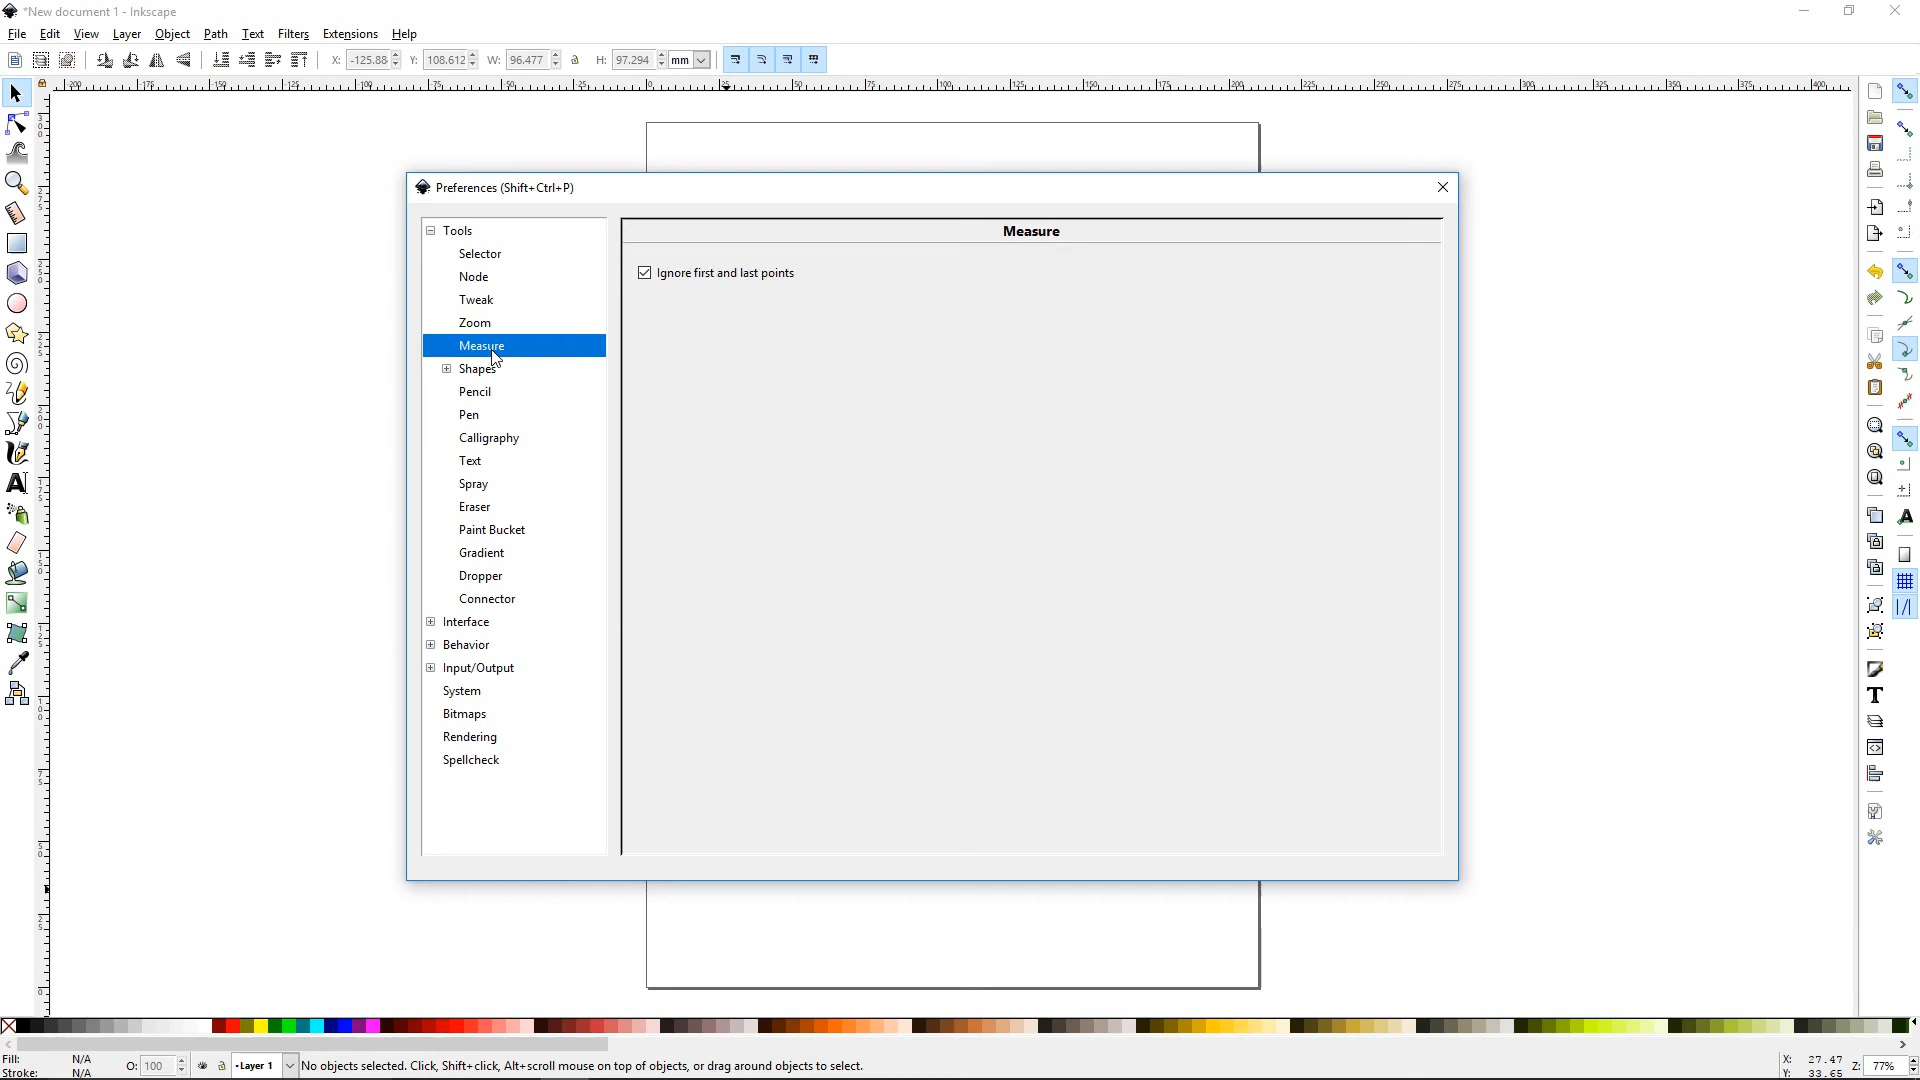 *New document 1 - Inkscape
File Edit View Layer Object Path Text Filters Extensions Help
X: -125.88 Y: 108.612 W: 96.477 H: 97.294 mm
Preferences (Shift+Ctrl+P)
Tools
Selector
Node
Tweak
Zoom
Measure
Shapes
Pencil
Pen
Calligraphy
Text
Spray
Eraser
Paint Bucket
Gradient
Dropper
Connector
Interface
Behavior
Input/Output
System
Bitmaps
Rendering
Spellcheck
Measure
Ignore first and last points
Fill: N/A
Stroke: N/A
O: 100
•Layer 1
No objects selected. Click, Shift+click, Alt+scroll mouse on top of objects, or drag around objects to select.
X: 27.47
Y: 33.65
Z: 77%